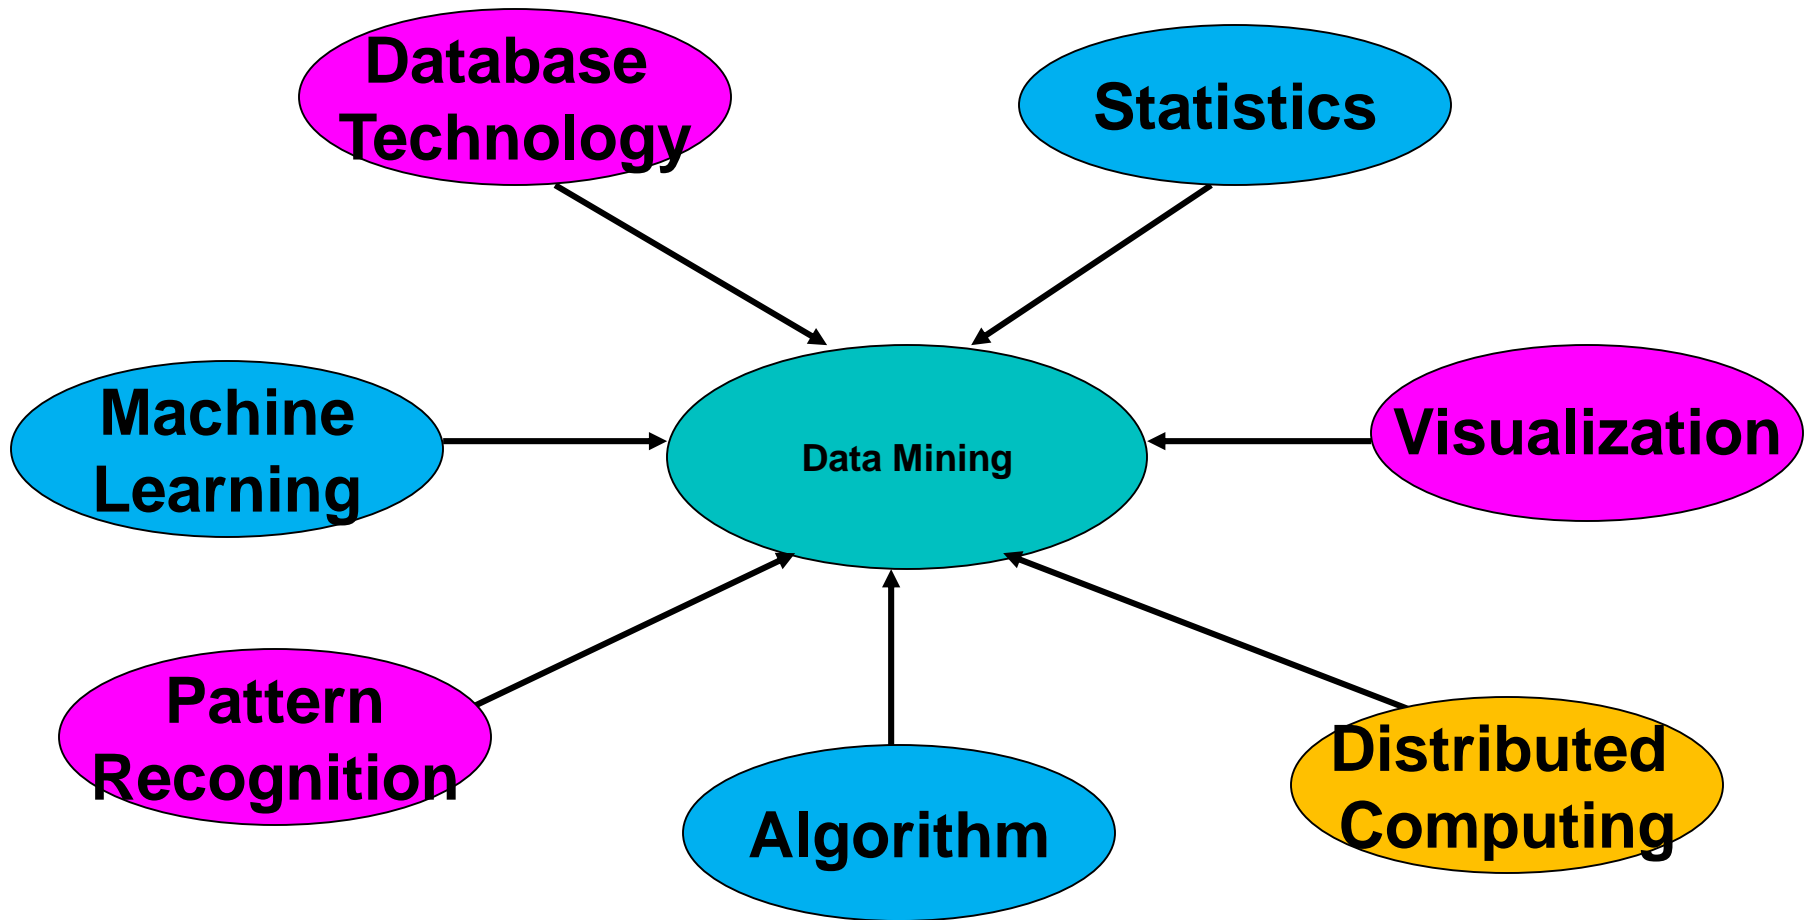 Database
Technology
Statistics
Machine
Learning
Data Mining
Visualization
Pattern
Recognition
Algorithm
Distributed
Computing